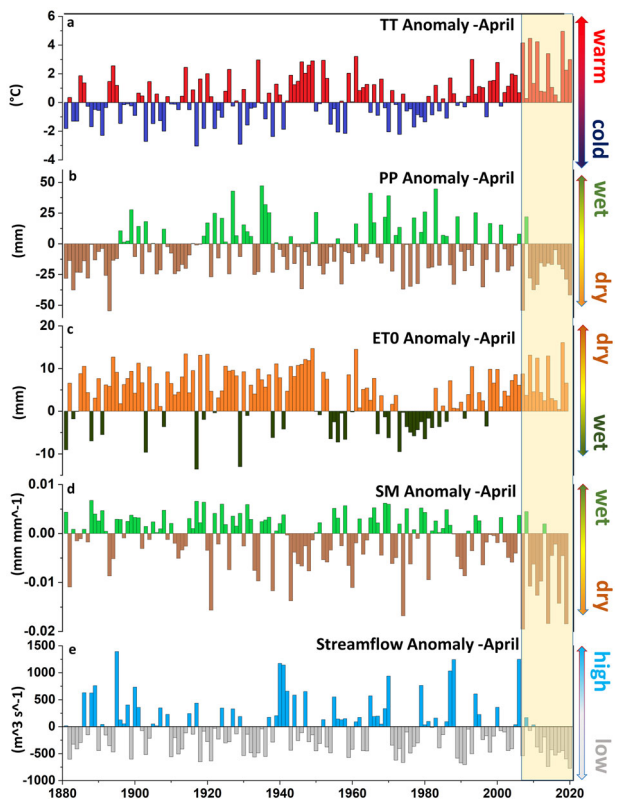 a TT Anomaly -April
6
4
2
0
-2
-4
(°C)
warm
cold
b PP Anomaly -April
50
25
0
-25
-50
(mm)
wet
dry
c ET0 Anomaly -April
20
10
0
-10
(mm)
dry
wet
d SM Anomaly -April
0.01
0.00
-0.01
-0.02
(mm mm^-1)
wet
dry
e Streamflow Anomaly -April
1500
1000
500
0
-500
-1000
(m^3 s^-1)
high
low
1880 1900 1920 1940 1960 1980 2000 2020